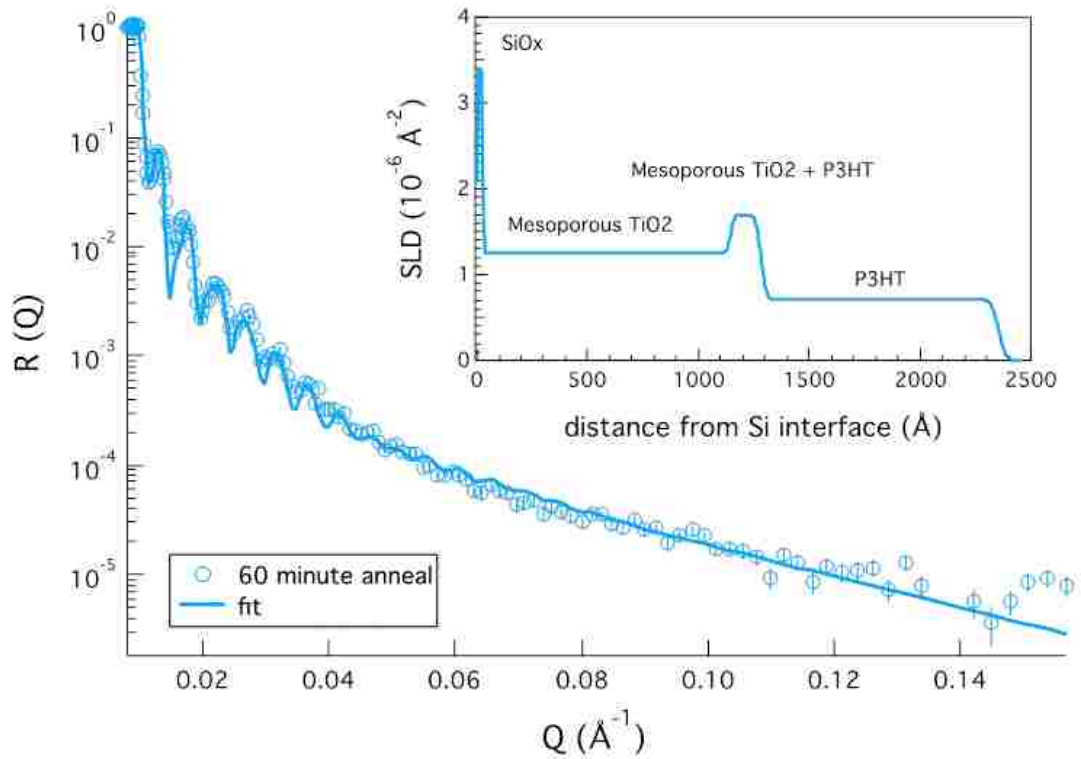 R (Q)
10^0
10^-1
10^-2
10^-3
10^-4
10^-5
0.02 0.04 0.06 0.08 0.10 0.12 0.14
Q (Å^-1)
60 minute anneal
fit
SLD (10^-6 Å^-2)
4
3
2
1
0
SiOx
Mesoporous TiO2 + P3HT
Mesoporous TiO2
P3HT
0 500 1000 1500 2000 2500
distance from Si interface (Å)